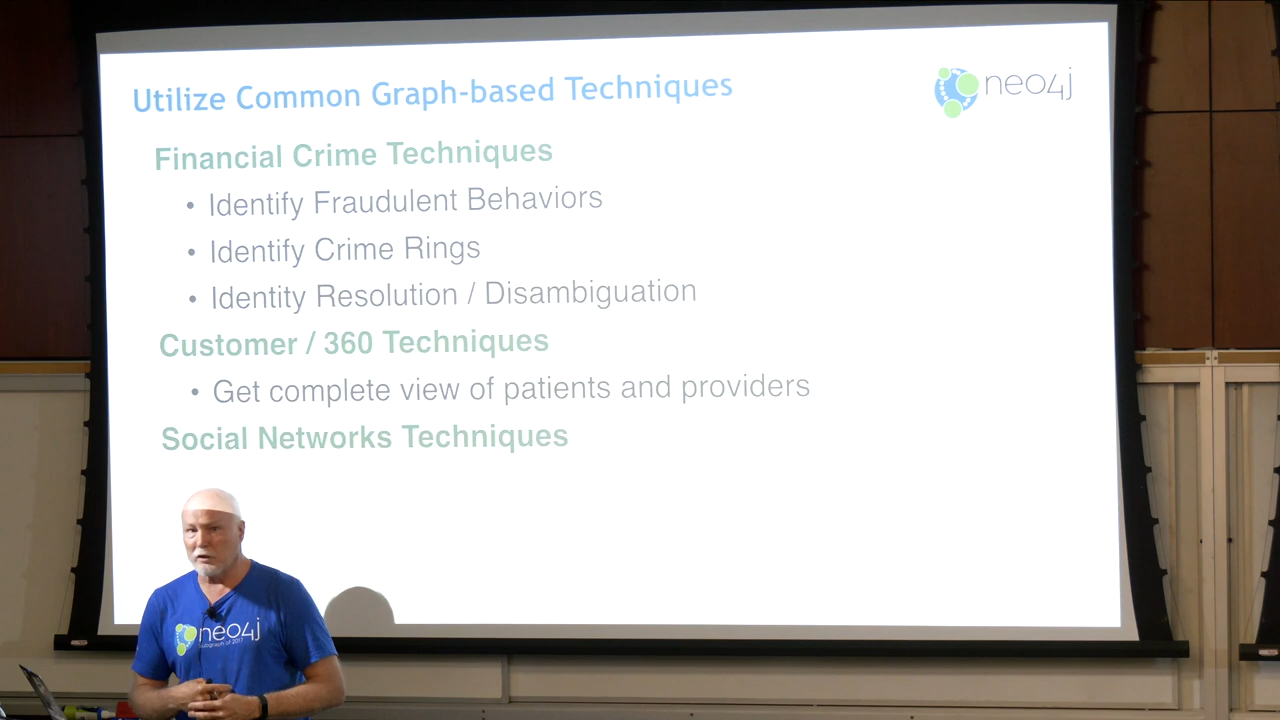 Utilize Common Graph-based Techniques
neo4j
Financial Crime Techniques
• Identify Fraudulent Behaviors
• Identify Crime Rings
• Identity Resolution / Disambiguation
Customer / 360 Techniques
• Get complete view of patients and providers
Social Networks Techniques
neo4j